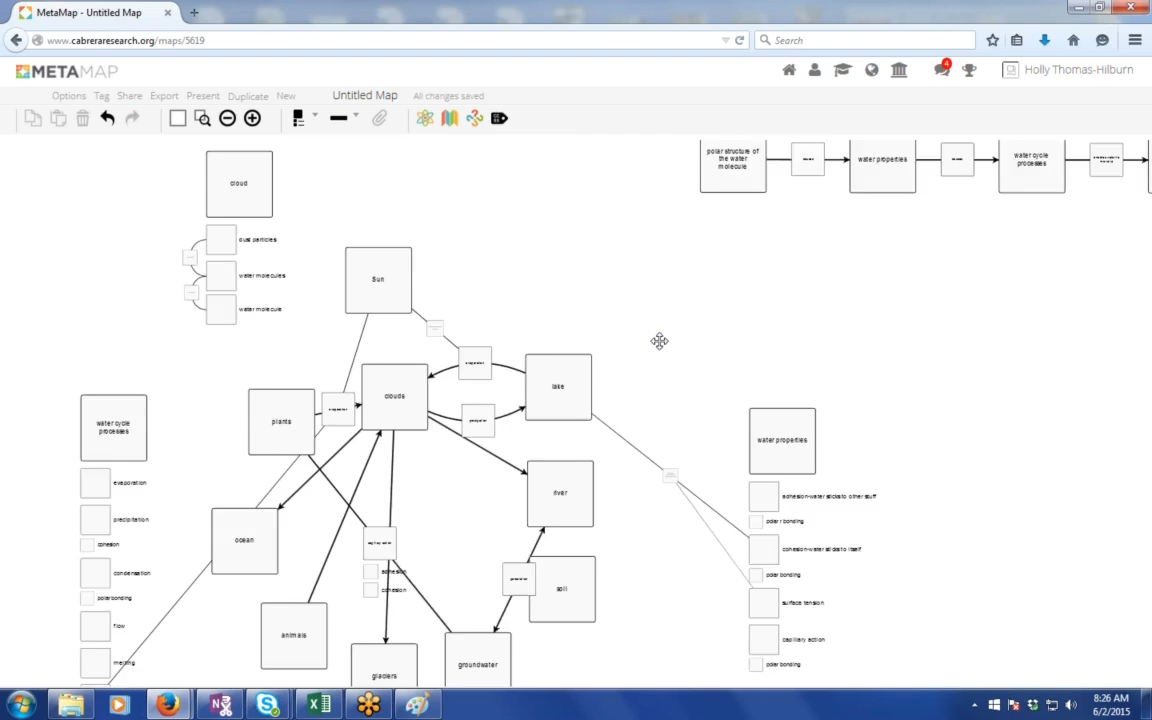 MetaMap - Untitled Map
www.cabreraresearch.org/maps/5619
Search
METAMAP
4
Holly Thomas-Hilburn
Options Tag Share Export Present Duplicate New
Untitled Map
All changes saved
cloud
dust particles
water molecules
water molecule
polar structure of
the water
molecule
water properties
water cycle
processes
Sun
clouds
lake
plants
water cycle
processes
evaporation
precipitation
cohesion
condensation
polar bonding
flow
melting
ocean
adhesion
cohesion
animals
glaciers
river
soil
groundwater
water properties
adhesion-water sticks to other stuff
polar r bonding
cohesion-water sticks to itself
polar bonding
surface tension
capillary action
polar bonding
8:26 AM
6/2/2015